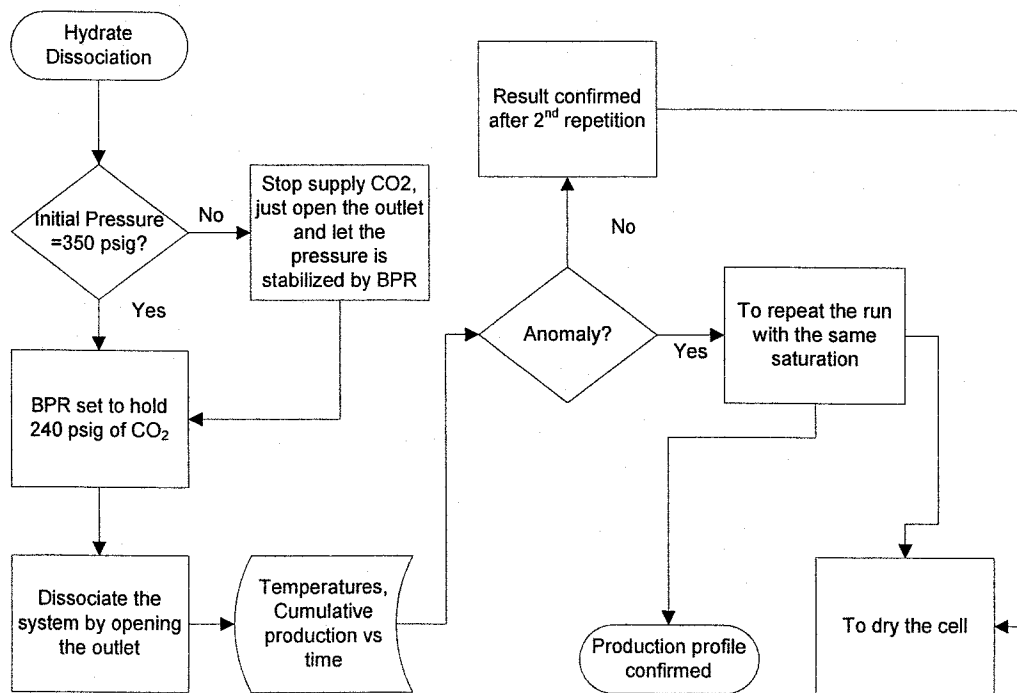 Hydrate
Dissociation
Initial Pressure
=350 psig?
No
Stop supply CO2,
just open the outlet
and let the
pressure is
stabilized by BPR
Yes
BPR set to hold
240 psig of CO₂
Dissociate the
system by opening
the outlet
Temperatures,
Cumulative
production vs
time
Anomaly?
No
Result confirmed
after 2nd repetition
Yes
To repeat the run
with the same
saturation
Production profile
confirmed
To dry the cell